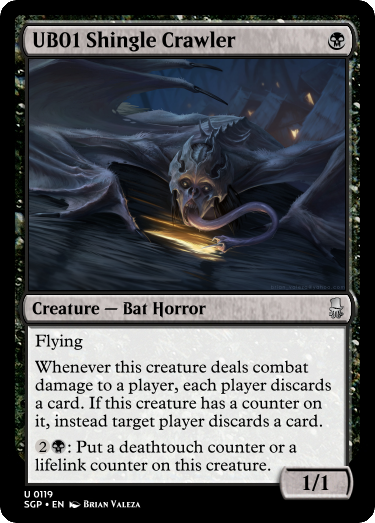 UB01 Shingle Crawler
Creature — Bat Horror
Flying
Whenever this creature deals combat
damage to a player, each player discards
a card. If this creature has a counter on
it, instead target player discards a card.
2: Put a deathtouch counter or a
lifelink counter on this creature.
1/1
U 0119
SGP • EN Brian Valeza